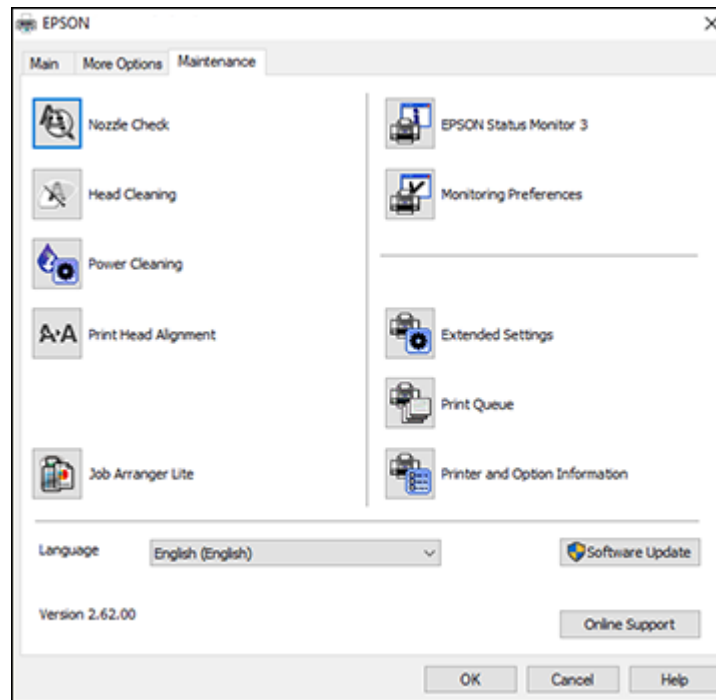 EPSON
Main More Options Maintenance
Nozzle Check
Head Cleaning
Power Cleaning
A A Print Head Alignment
Job Arranger Lite
EPSON Status Monitor 3
Monitoring Preferences
Extended Settings
Print Queue
Printer and Option Information
Language English (English)
Software Update
Version 2.62.00
Online Support
OK Cancel Help